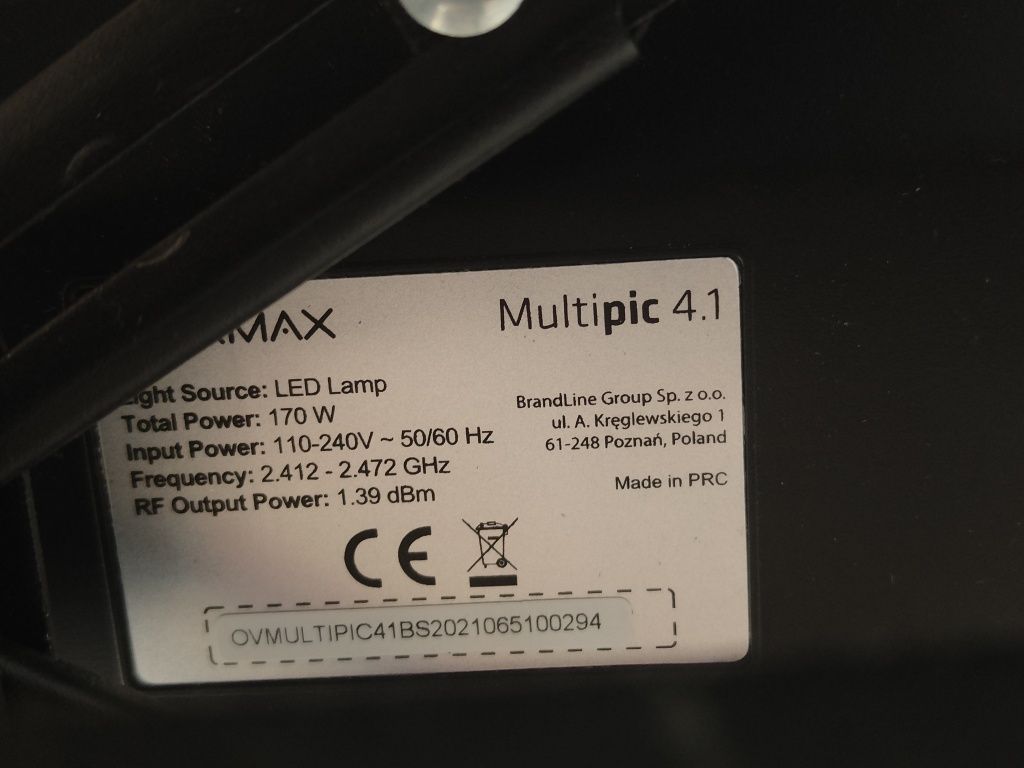 MAX
Multipic 4.1
Light Source: LED Lamp
Total Power: 170 W
Input Power: 110-240V ~ 50/60 Hz
Frequency: 2.412 - 2.472 GHz
RF Output Power: 1.39 dBm
BrandLine Group Sp. z o.o.
ul. A. Kręglewskiego 1
61-248 Poznań, Poland
Made in PRC
CE
OVMULTIPIC41BS2021065100294